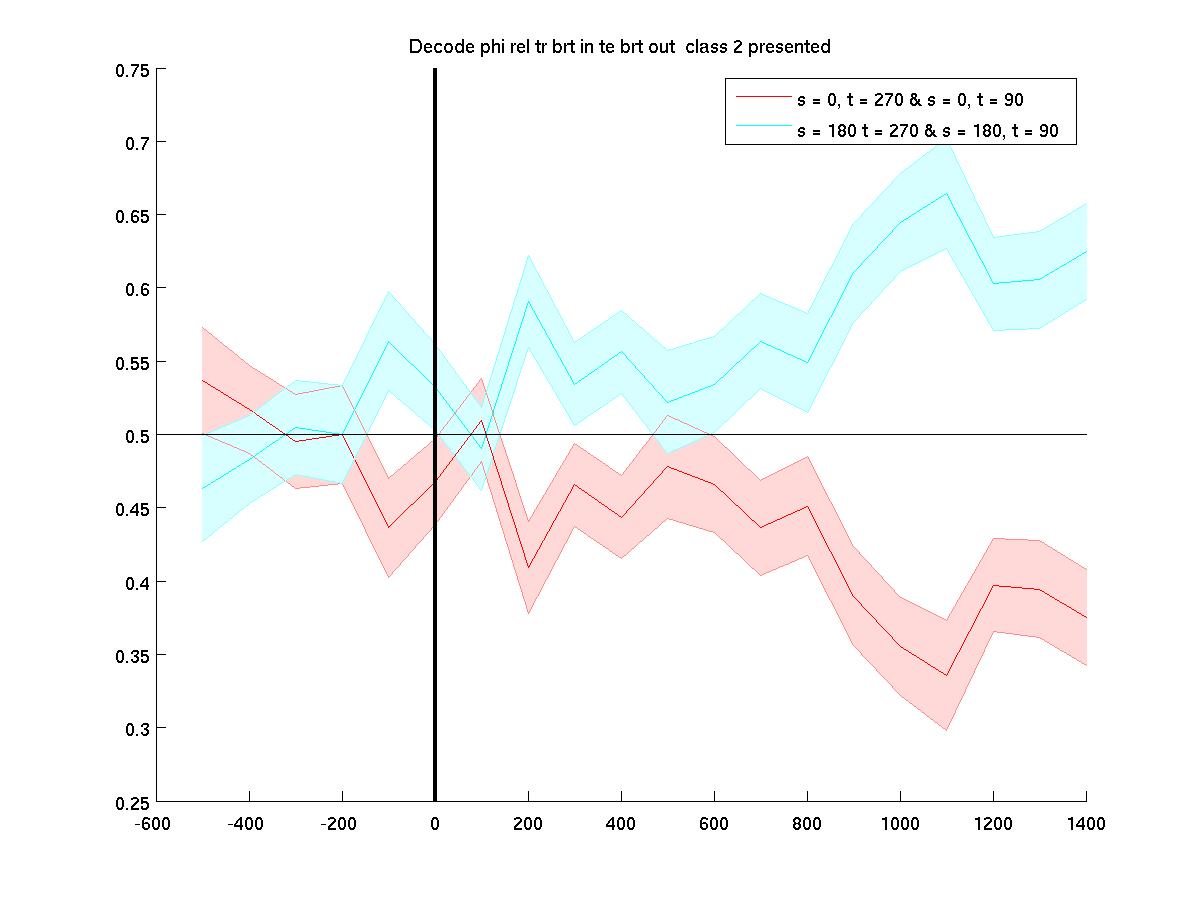 Decode phi rel tr brt in te brt out  class 2 presented
s = 0, t = 270 & s = 0, t = 90
s = 180 t = 270 & s = 180, t = 90
0.75
0.7
0.65
0.6
0.55
0.5
0.45
0.4
0.35
0.3
0.25
-600 -400 -200 0 200 400 600 800 1000 1200 1400